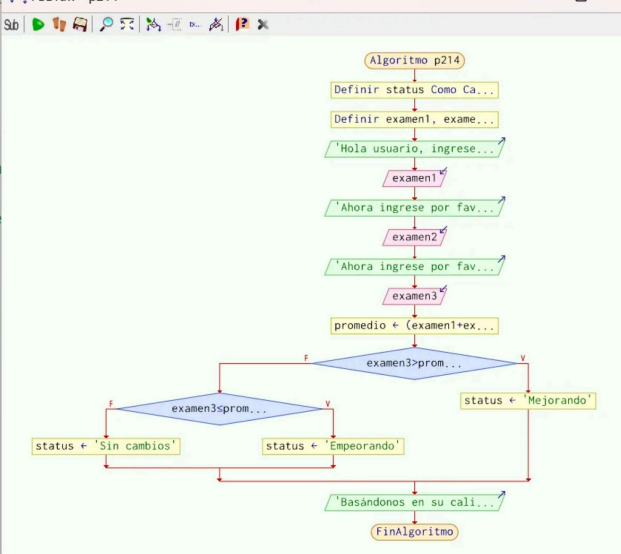 Sub
Algoritmo p214
Definir status Como Ca...
Definir examen1, exame...
'Hola usuario, ingrese...
examen1
'Ahora ingrese por fav...
examen2
'Ahora ingrese por fav...
examen3
promedio ← (examen1+ex...
F
examen3>prom...
V
F
examen3≤prom...
V
status ← 'Mejorando'
status ← 'Sin cambios'
status ← 'Empeorando'
'Basándonos en su cali...
FinAlgoritmo